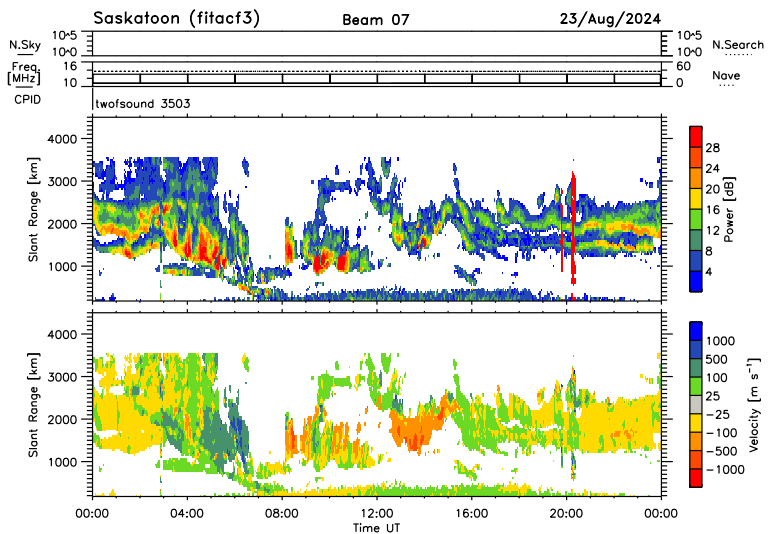 Saskatoon (fitacf3) Beam 07 23/Aug/2024
10^5 10^5
N.Sky N.Search
10^0 10^0
16 60
Freq. Nave
[MHz]
10 0
CPID
twofsound 3503
4000
3000
2000
1000
Slant Range [km]
28
24
20
16
12
8
4
Power [dB]
4000
3000
2000
1000
Slant Range [km]
1000
500
100
25
−25
−100
−500
−1000
Velocity [m s⁻¹]
00:00 04:00 08:00 12:00 16:00 20:00 00:00
Time UT